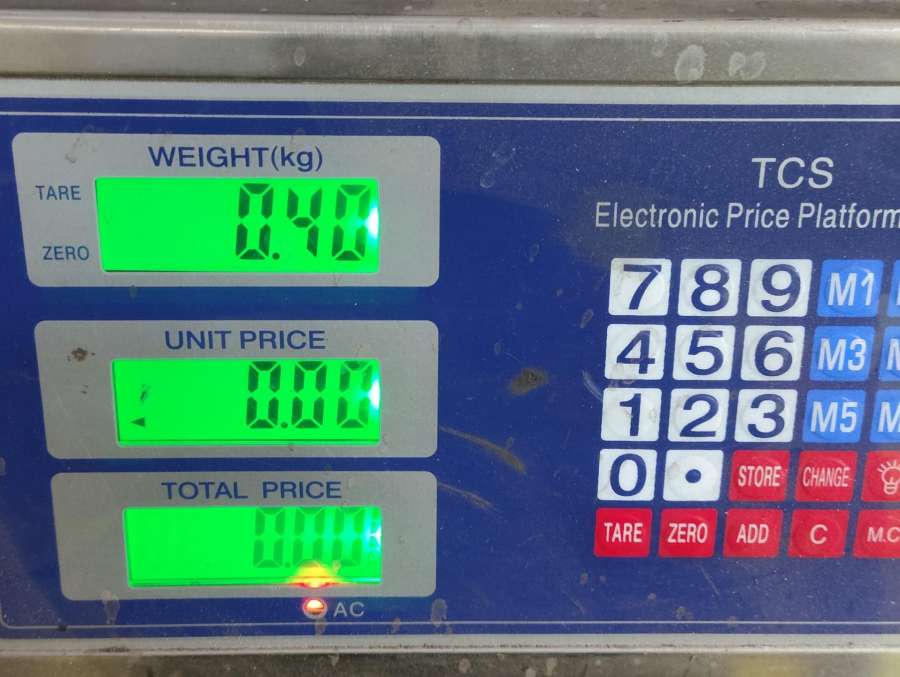 WEIGHT(kg)
TARE
0.40
ZERO
UNIT PRICE
0.00
TOTAL PRICE
0.00
AC
TCS
Electronic Price Platform
7 8 9 M1
4 5 6 M3
1 2 3 M5
0 . STORE CHANGE
TARE ZERO ADD C M.C